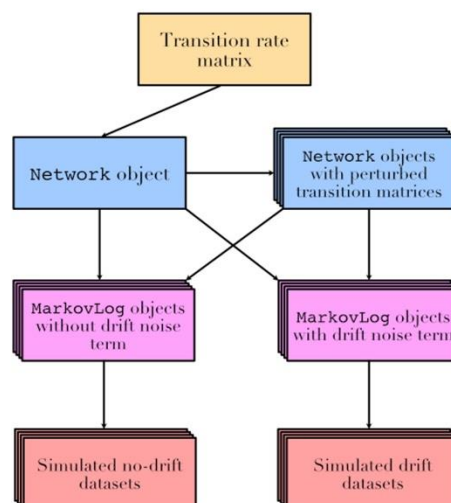 Transition rate
matrix
Network object
Network objects
with perturbed
transition matrices
MarkovLog objects
without drift noise
term
MarkovLog objects
with drift noise term
Simulated no-drift
datasets
Simulated drift
datasets